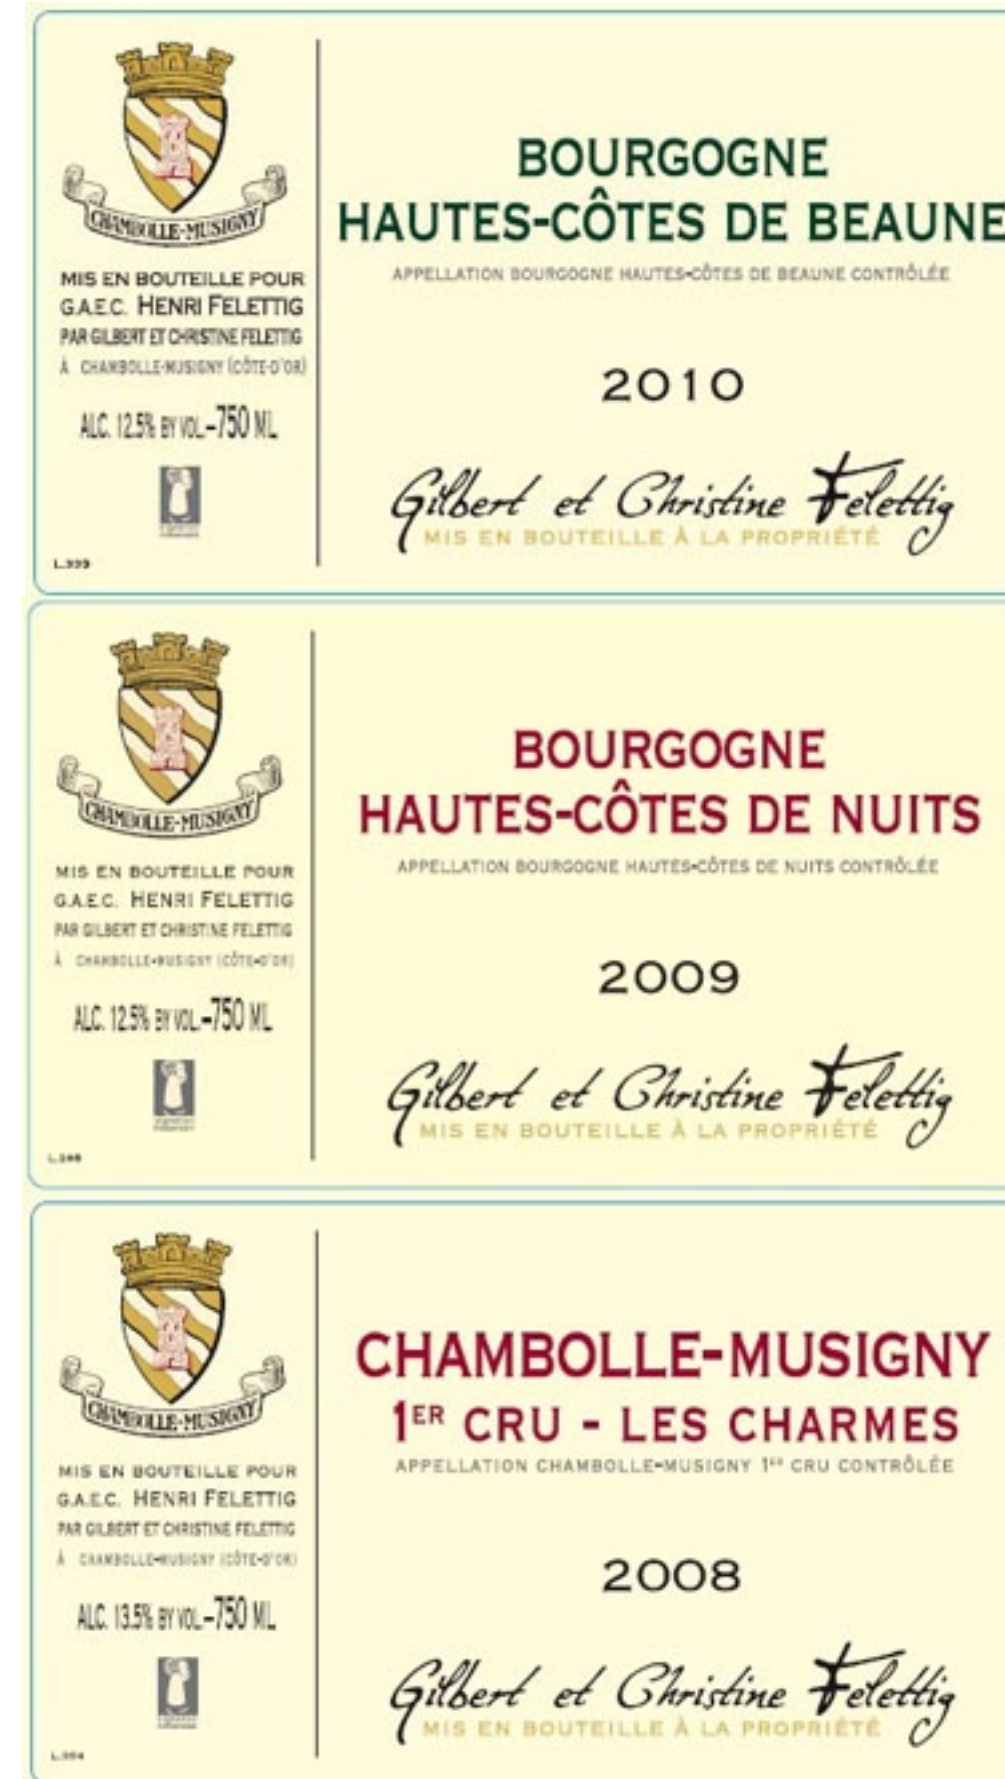 CHAMBOLLE-MUSIGNY
MIS EN BOUTEILLE POUR
G.A.E.C. HENRI FELETTIG
PAR GILBERT ET CHRISTINE FELETTIG
À CHAMBOLLE-MUSIGNY (CÔTE-D'OR)
ALC. 12.5% BY VOL.-750 ML
BOURGOGNE
HAUTES-CÔTES DE BEAUNE
APPELLATION BOURGOGNE HAUTES-CÔTES DE BEAUNE CONTRÔLÉE
2010
Gilbert et Christine Felettig
MIS EN BOUTEILLE À LA PROPRIÉTÉ
CHAMBOLLE-MUSIGNY
MIS EN BOUTEILLE POUR
G.A.E.C. HENRI FELETTIG
PAR GILBERT ET CHRISTINE FELETTIG
À CHAMBOLLE-MUSIGNY (CÔTE-D'OR)
ALC. 12.5% BY VOL.-750 ML
BOURGOGNE
HAUTES-CÔTES DE NUITS
APPELLATION BOURGOGNE HAUTES-CÔTES DE NUITS CONTRÔLÉE
2009
Gilbert et Christine Felettig
MIS EN BOUTEILLE À LA PROPRIÉTÉ
CHAMBOLLE-MUSIGNY
MIS EN BOUTEILLE POUR
G.A.E.C. HENRI FELETTIG
PAR GILBERT ET CHRISTINE FELETTIG
À CHAMBOLLE-MUSIGNY (CÔTE-D'OR)
ALC. 13.5% BY VOL.-750 ML
CHAMBOLLE-MUSIGNY
1ER CRU - LES CHARMES
APPELLATION CHAMBOLLE-MUSIGNY 1ER CRU CONTRÔLÉE
2008
Gilbert et Christine Felettig
MIS EN BOUTEILLE À LA PROPRIÉTÉ